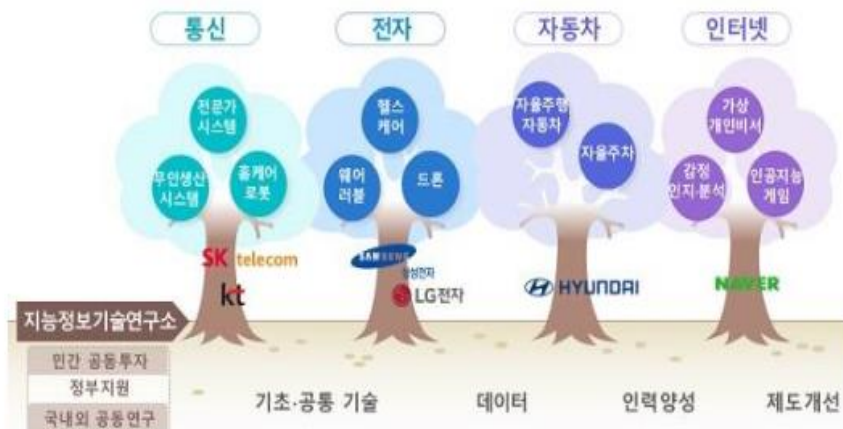 통신
전자
자동차
인터넷
전문가
시스템
무인생산
시스템
홈케어
로봇
헬스
케어
웨어
러블
드론
자율주행
자동차
자율주차
가상
개인비서
감정
인지·분석
인공지능
게임
SK telecom
kt
SAMSUNG
삼성전자
LG전자
HYUNDAI
NAVER
지능정보기술연구소
민간 공동투자
정부지원
국내외 공동연구
기초·공통 기술
데이터
인력양성
제도개선